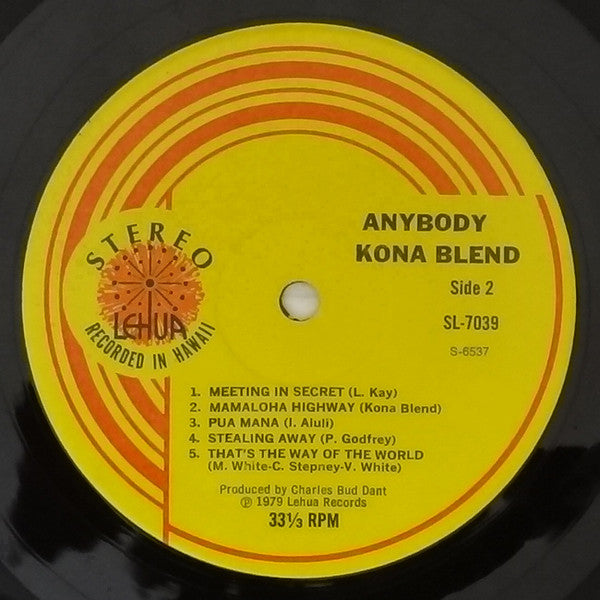 STEREO
LEHUA
RECORDED IN HAWAII
ANYBODY
KONA BLEND
Side 2
SL-7039
S-6537
1. MEETING IN SECRET (L. Kay)
2. MAMALOHA HIGHWAY (Kona Blend)
3. PUA MANA (I. Aluli)
4. STEALING AWAY (P. Godfrey)
5. THAT'S THE WAY OF THE WORLD
(M. White-C. Stepney-V. White)
Produced by Charles Bud Dant
℗ 1979 Lehua Records
33⅓ RPM